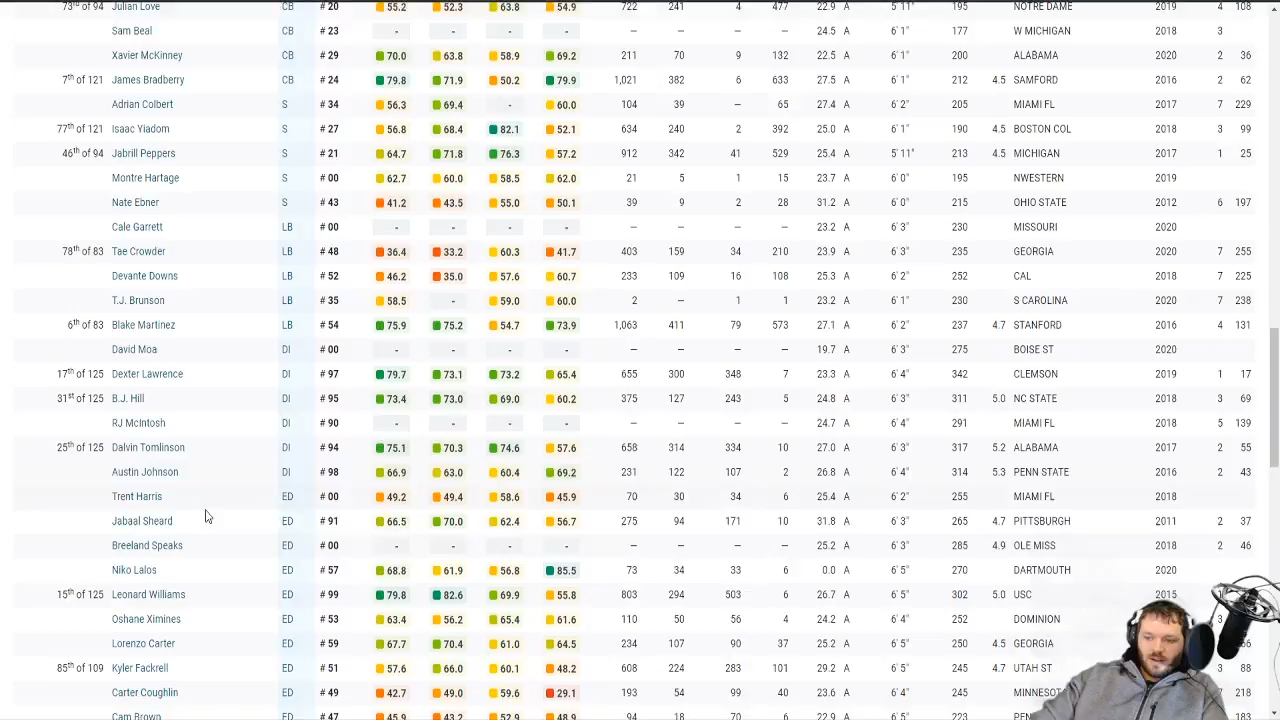 73rd of 94 Julian Love CB # 20 55.2 52.3 63.8 54.9 722 241 4 477 22.9 A 5' 11" 195 NOTRE DAME 2019 4 108
Sam Beal CB # 23 - - - - — — — — 24.5 A 6' 1" 177 W MICHIGAN 2018 3
Xavier McKinney CB # 29 70.0 63.8 58.9 69.2 211 70 9 132 22.5 A 6' 1" 200 ALABAMA 2020 2 36
7th of 121 James Bradberry CB # 24 79.8 71.9 50.2 79.9 1,021 382 6 633 27.5 A 6' 1" 212 4.5 SAMFORD 2016 2 62
Adrian Colbert S # 34 56.3 69.4 - 60.0 104 39 — 65 27.4 A 6' 2" 205 MIAMI FL 2017 7 229
77th of 121 Isaac Yiadom S # 27 56.8 68.4 82.1 52.1 634 240 2 392 25.0 A 6' 1" 190 4.5 BOSTON COL 2018 3 99
46th of 94 Jabrill Peppers S # 21 64.7 71.8 76.3 57.2 912 342 41 529 25.4 A 5' 11" 213 4.5 MICHIGAN 2017 1 25
Montre Hartage S # 00 62.7 60.0 58.5 62.0 21 5 1 15 23.7 A 6' 0" 195 NWESTERN 2019
Nate Ebner S # 43 41.2 43.5 55.0 50.1 39 9 2 28 31.2 A 6' 0" 215 OHIO STATE 2012 6 197
Cale Garrett LB # 00 - - - - — — — — 23.2 A 6' 3" 230 MISSOURI 2020
78th of 83 Tae Crowder LB # 48 36.4 33.2 60.3 41.7 403 159 34 210 23.9 A 6' 3" 235 GEORGIA 2020 7 255
Devante Downs LB # 52 46.2 35.0 57.6 60.7 233 109 16 108 25.3 A 6' 2" 252 CAL 2018 7 225
T.J. Brunson LB # 35 58.5 - 59.0 60.0 2 — 1 1 23.2 A 6' 1" 230 S CAROLINA 2020 7 238
6th of 83 Blake Martinez LB # 54 75.9 75.2 54.7 73.9 1,063 411 79 573 27.1 A 6' 2" 237 4.7 STANFORD 2016 4 131
David Moa DI # 00 - - - - — — — — 19.7 A 6' 3" 275 BOISE ST 2020
17th of 125 Dexter Lawrence DI # 97 79.7 73.1 73.2 65.4 655 300 348 7 23.3 A 6' 4" 342 CLEMSON 2019 1 17
31st of 125 B.J. Hill DI # 95 73.4 73.0 69.0 60.2 375 127 243 5 24.8 A 6' 3" 311 5.0 NC STATE 2018 3 69
RJ McIntosh DI # 90 - - - - — — — — 24.7 A 6' 4" 291 MIAMI FL 2018 5 139
25th of 125 Dalvin Tomlinson DI # 94 75.1 70.3 74.6 57.6 658 314 334 10 27.0 A 6' 3" 317 5.2 ALABAMA 2017 2 55
Austin Johnson DI # 98 66.9 63.0 60.4 69.2 231 122 107 2 26.8 A 6' 4" 314 5.3 PENN STATE 2016 2 43
Trent Harris ED # 00 49.2 49.4 58.6 45.9 70 30 34 6 25.4 A 6' 2" 255 MIAMI FL 2018
Jabaal Sheard ED # 91 66.5 70.0 62.4 56.7 275 94 171 10 31.8 A 6' 3" 265 4.7 PITTSBURGH 2011 2 37
Breeland Speaks ED # 00 - - - - — — — — 25.2 A 6' 3" 285 4.9 OLE MISS 2018 2 46
Niko Lalos ED # 57 68.8 61.9 56.8 85.5 73 34 33 6 0.0 A 6' 5" 270 DARTMOUTH 2020
15th of 125 Leonard Williams ED # 99 79.8 82.6 69.9 55.8 803 294 503 6 26.7 A 6' 5" 302 5.0 USC 2015
Oshane Ximines ED # 53 63.4 56.2 65.4 61.6 110 50 56 4 24.2 A 6' 4" 252 DOMINION
Lorenzo Carter ED # 59 67.7 70.4 61.0 64.5 234 107 90 37 25.2 A 6' 5" 250 4.5 GEORGIA
85th of 109 Kyler Fackrell ED # 51 57.6 66.0 60.1 48.2 608 224 283 101 29.2 A 6' 5" 245 4.7 UTAH ST 3 88
Carter Coughlin ED # 49 42.7 49.0 59.6 29.1 193 54 99 40 23.6 A 6' 4" 245 7 218
Cam Brown ED # 47 45.9 43.2 52.9 48.9 94 18 70 6 22.9 A 6' 5" 223 6 183